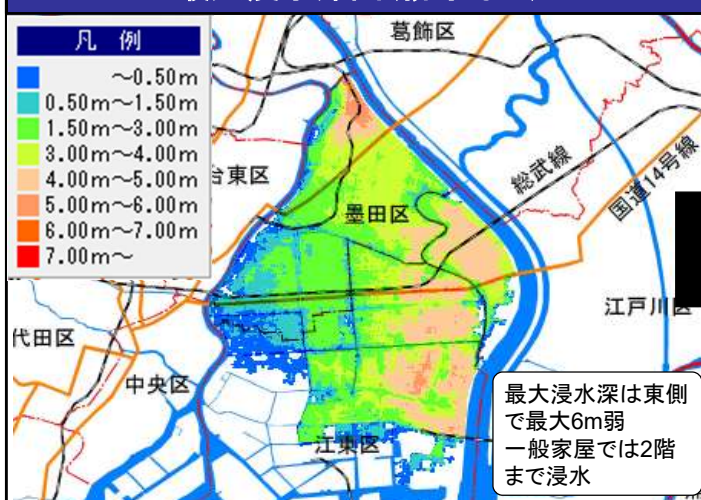 葛飾区
凡 例
～0.50m
0.50m～1.50m
1.50m～3.00m
3.00m～4.00m
4.00m～5.00m
5.00m～6.00m
6.00m～7.00m
7.00m～
台東区
総武線
国道14号線
墨田区
江戸川区
代田区
中央区
江東区
最大浸水深は東側
で最大6m弱
一般家屋では2階
まで浸水